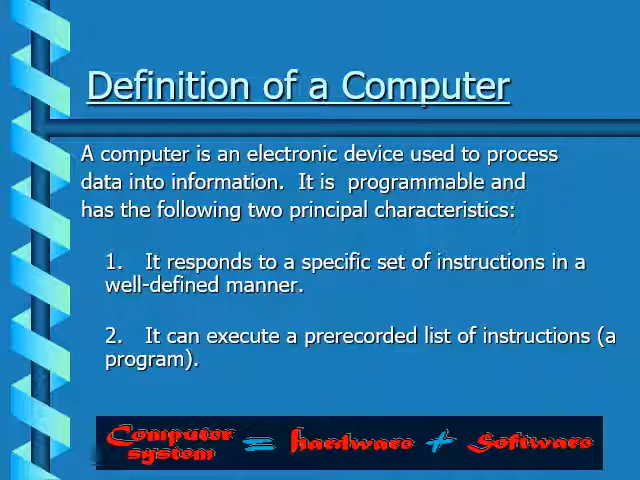 Definition of a Computer
A computer is an electronic device used to process
data into information. It is programmable and
has the following two principal characteristics:
1. It responds to a specific set of instructions in a
well-defined manner.
2. It can execute a prerecorded list of instructions (a
program).
Computer system = hardware + Software